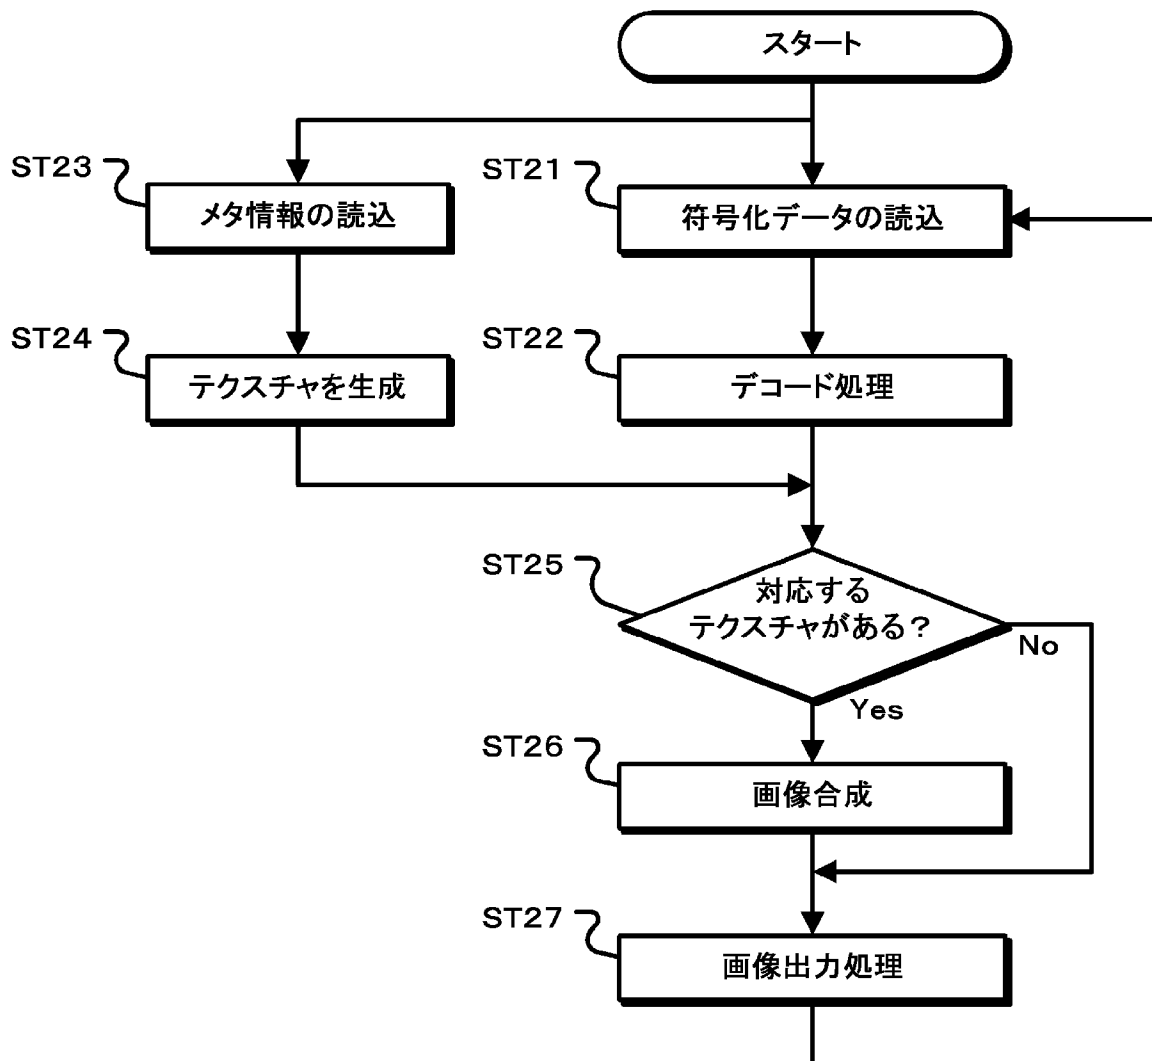 スタート
ST23
メタ情報の読込
ST21
符号化データの読込
ST24
テクスチャを生成
ST22
デコード処理
ST25
対応する
テクスチャがある?
No
Yes
ST26
画像合成
ST27
画像出力処理